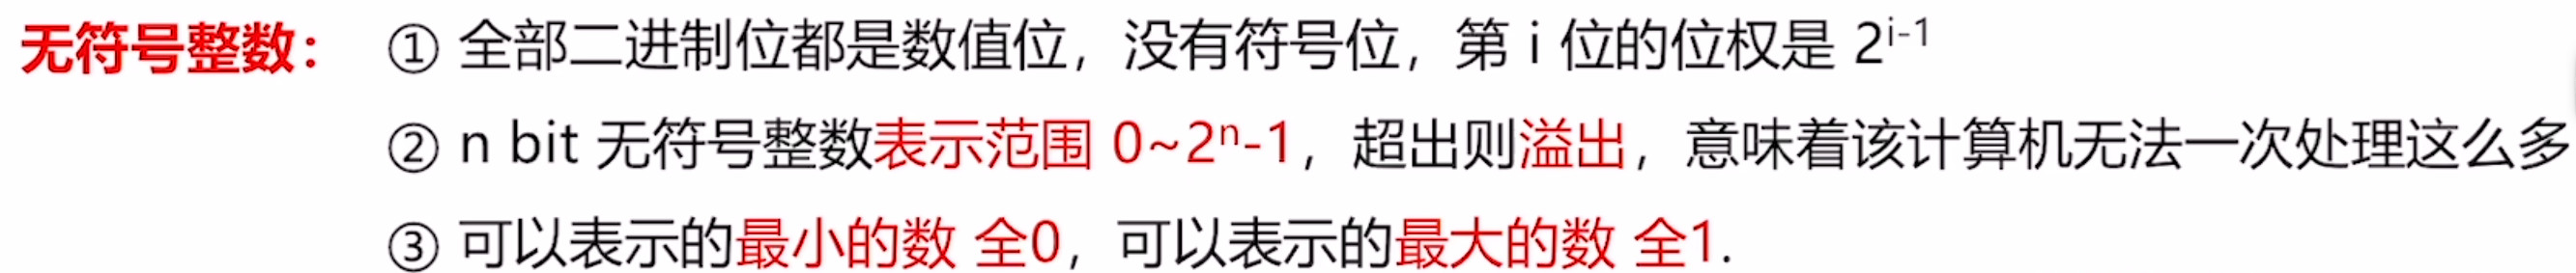 无符号整数： ① 全部二进制位都是数值位，没有符号位，第 i 位的位权是 2^{i-1}
② n bit 无符号整数表示范围 0~2ⁿ-1，超出则溢出，意味着该计算机无法一次处理这么多
③ 可以表示的最小的数 全0，可以表示的最大的数 全1.